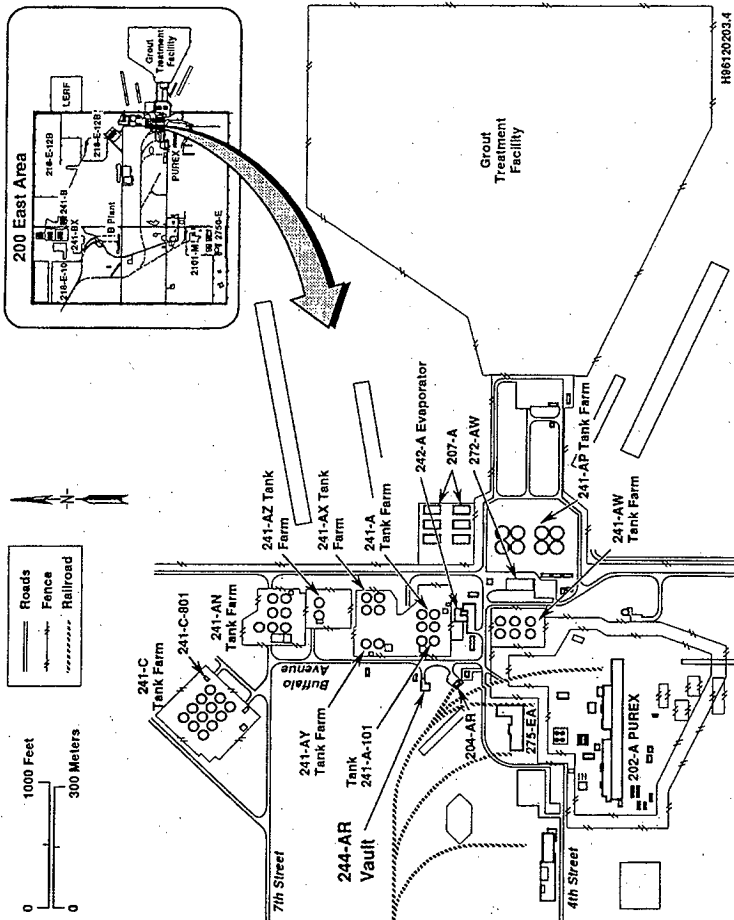 200 East Area
218-E-10
241-BX
241-B
B Plant
218-E-12B
218-E-12B
LERF
Grout
Treatment
Facility
PUREX
2101-M
2750-E
0
1000 Feet
0
300 Meters
Roads
Fence
Railroad
N
241-C
Tank Farm
241-C-801
241-AN
Tank Farm
241-AZ Tank
Farm
241-AX Tank
Farm
241-A
Tank Farm
242-A Evaporator
207-A
272-AW
241-AP Tank Farm
241-AW
Tank Farm
Grout
Treatment
Facility
7th Street
Buffalo
Avenue
241-AY
Tank Farm
Tank
241-A-101
244-AR
Vault
204-AR
275-EA
202-A PUREX
4th Street
H96120203.4